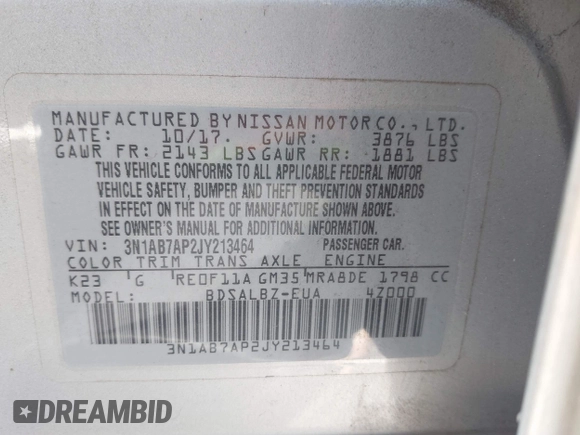 MANUFACTURED BY NISSAN MOTOR CO., LTD.
DATE: 10/17. GVWR: 3876 LBS
GAWR FR: 2143 LBS GAWR RR: 1881 LBS
THIS VEHICLE CONFORMS TO ALL APPLICABLE FEDERAL MOTOR
VEHICLE SAFETY, BUMPER AND THEFT PREVENTION STANDARDS
IN EFFECT ON THE DATE OF MANUFACTURE SHOWN ABOVE.
SEE OWNER'S MANUAL FOR ADDITIONAL INFORMATION.
VIN: 3N1AB7AP2JY213464 PASSENGER CAR.
COLOR TRIM TRANS AXLE ENGINE
K23 G RE0F11A GM35 MRA8DE 1798 CC
MODEL: BDSALBZ-EUA 4Z000
3N1AB7AP2JY213464
DREAMBID